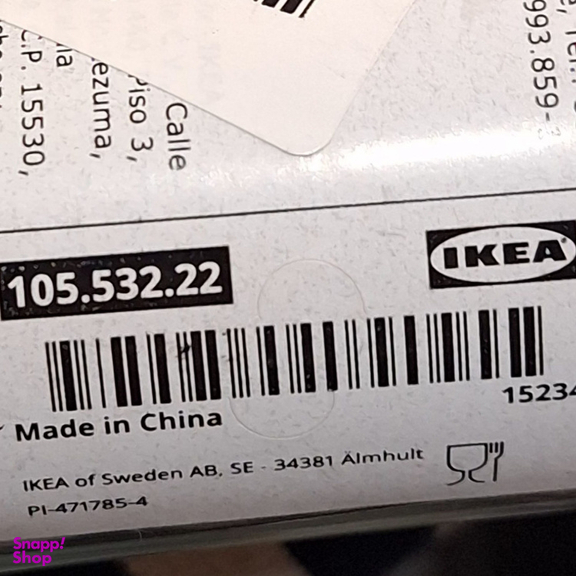 Calle
Piso 3,
ezuma,
C.P. 15530,
993.859-
105.532.22
IKEA
15234
Made in China
IKEA of Sweden AB, SE - 34381 Älmhult
PI-471785-4
Snapp!
Shop